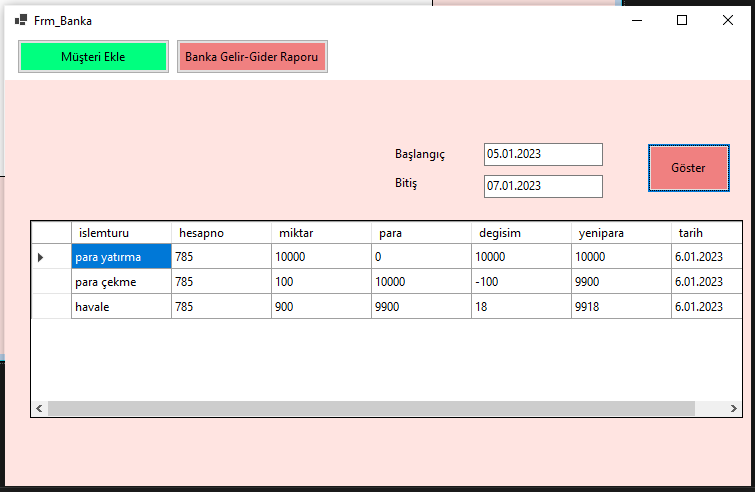 Frm_Banka
Müşteri Ekle Banka Gelir-Gider Raporu
Başlangıç 05.01.2023
Göster
Bitiş 07.01.2023
islemturu hesapno miktar para degisim yenipara tarih
para yatırma 785 10000 0 10000 10000 6.01.2023
para çekme 785 100 10000 -100 9900 6.01.2023
havale 785 900 9900 18 9918 6.01.2023